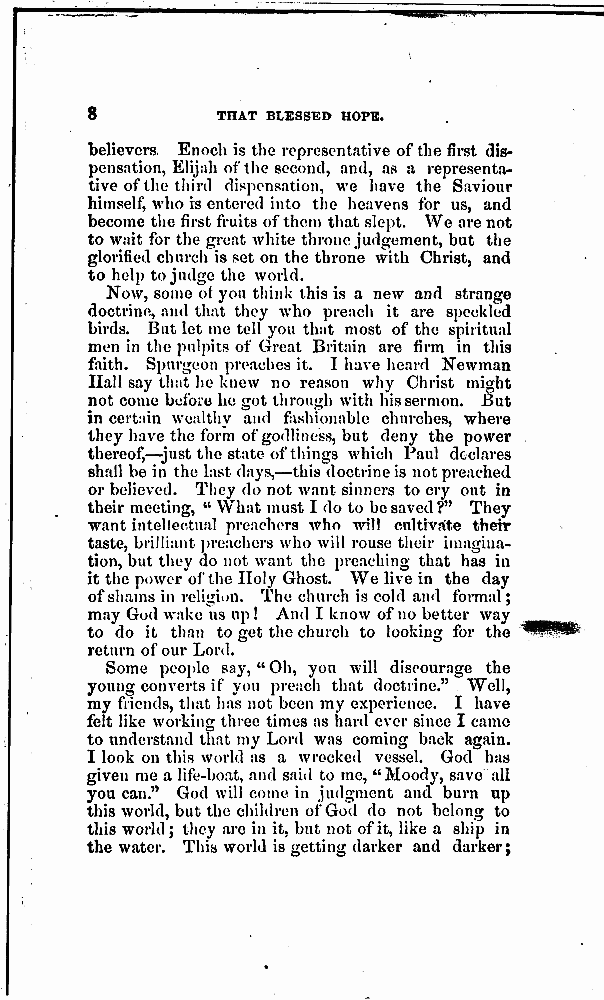 8 THAT BLESSED HOPE.
believers. Enoch is the representative of the first dis-
pensation, Elijah of the second, and, as a representa-
tive of the third dispensation, we have the Saviour
himself, who is entered into the heavens for us, and
become the first fruits of them that slept. We are not
to wait for the great white throne judgement, but the
glorified church is set on the throne with Christ, and
to help to judge the world.
Now, some of you think this is a new and strange
doctrine, and that they who preach it are speckled
birds. But let me tell you that most of the spiritual
men in the pulpits of Great Britain are firm in this
faith. Spurgeon preaches it. I have heard Newman
Hall say that he knew no reason why Christ might
not come before he got through with his sermon. But
in certain wealthy and fashionable churches, where
they have the form of godliness, but deny the power
thereof,—just the state of things which Paul declares
shall be in the last days,—this doctrine is not preached
or believed. They do not want sinners to cry out in
their meeting, “What must I do to be saved?” They
want intellectual preachers who will cultivate their
taste, brilliant preachers who will rouse their imagina-
tion, but they do not want the preaching that has in
it the power of the Holy Ghost. We live in the day
of shams in religion. The church is cold and formal;
may God wake us up! And I know of no better way
to do it than to get the church to looking for the
return of our Lord.
Some people say, “Oh, you will discourage the
young converts if you preach that doctrine.” Well,
my friends, that has not been my experience. I have
felt like working three times as hard ever since I came
to understand that my Lord was coming back again.
I look on this world as a wrecked vessel. God has
given me a life-boat, and said to me, “Moody, save all
you can.” God will come in judgment and burn up
this world, but the children of God do not belong to
this world; they are in it, but not of it, like a ship in
the water. This world is getting darker and darker;